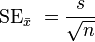 SE_x̄ = s/√n